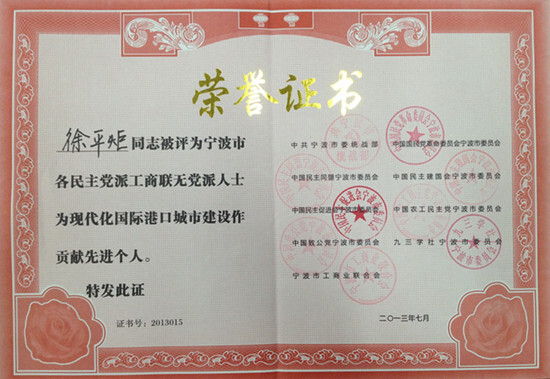 荣誉证书
徐平炬同志被评为宁波市
各民主党派工商联无党派人士
为现代化国际港口城市建设作
贡献先进个人。
特发此证
证书号：2013015
中共宁波市委统战部
中国国民党革命委员会宁波市委员会
中国民主同盟宁波市委员会
中国民主建国会宁波市委员会
中国民主促进会宁波市委员会
中国农工民主党宁波市委员会
中国致公党宁波市委员会
九三学社宁波市委员会
宁波市工商业联合会
二〇一三年七月